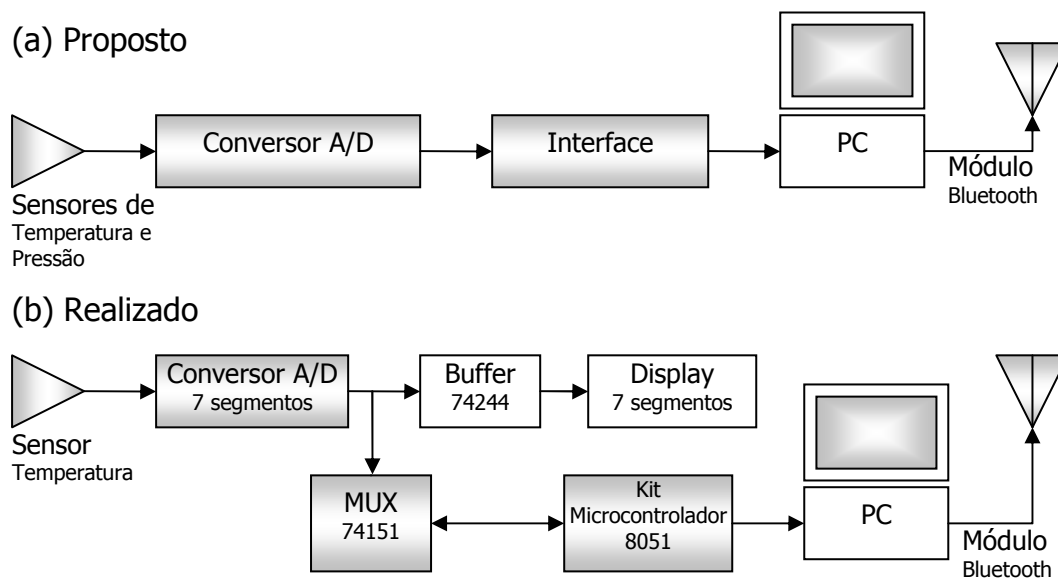 (a) Proposto
Conversor A/D
Interface
PC
Módulo
Bluetooth
Sensores de
Temperatura e
Pressão
(b) Realizado
Conversor A/D
7 segmentos
Buffer
74244
Display
7 segmentos
Sensor
Temperatura
MUX
74151
Kit
Microcontrolador
8051
PC
Módulo
Bluetooth